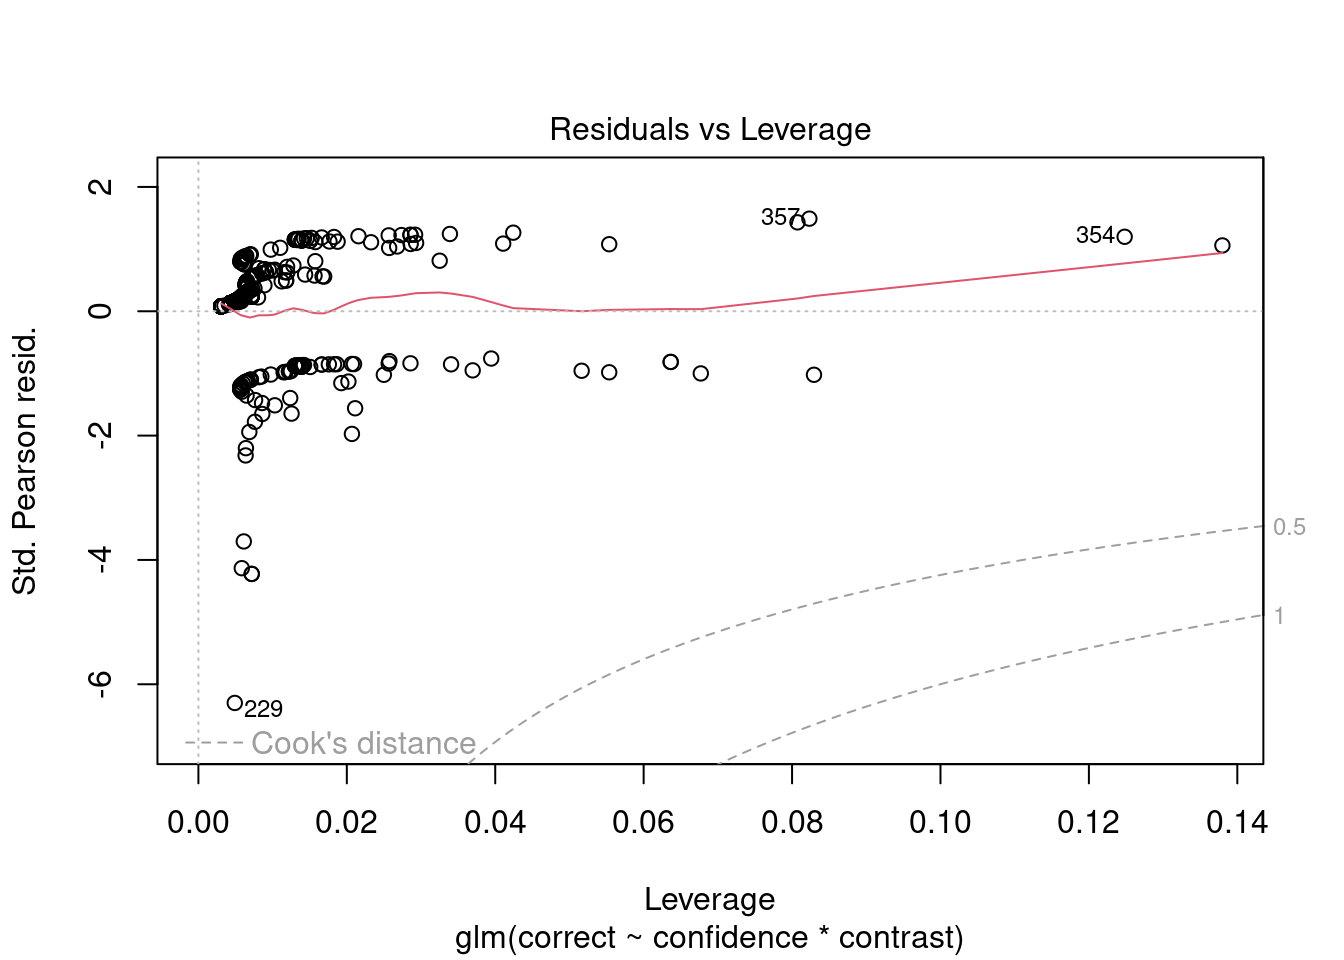 Residuals vs Leverage
Std. Pearson resid.
2
0
-2
-4
-6
357
354
229
0.5
1
Cook's distance
0.00 0.02 0.04 0.06 0.08 0.10 0.12 0.14
Leverage
glm(correct ~ confidence * contrast)